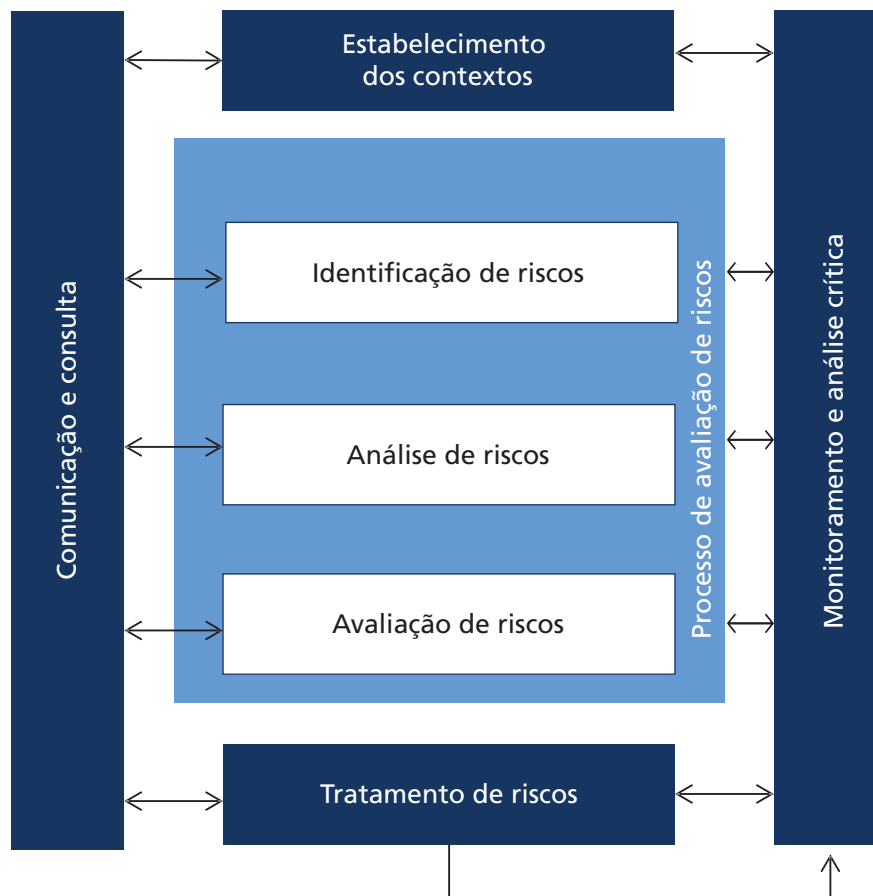 Estabelecimento
dos contextos
Comunicação e consulta
Identificação de riscos
Análise de riscos
Avaliação de riscos
Processo de avaliação de riscos
Monitoramento e análise crítica
Tratamento de riscos